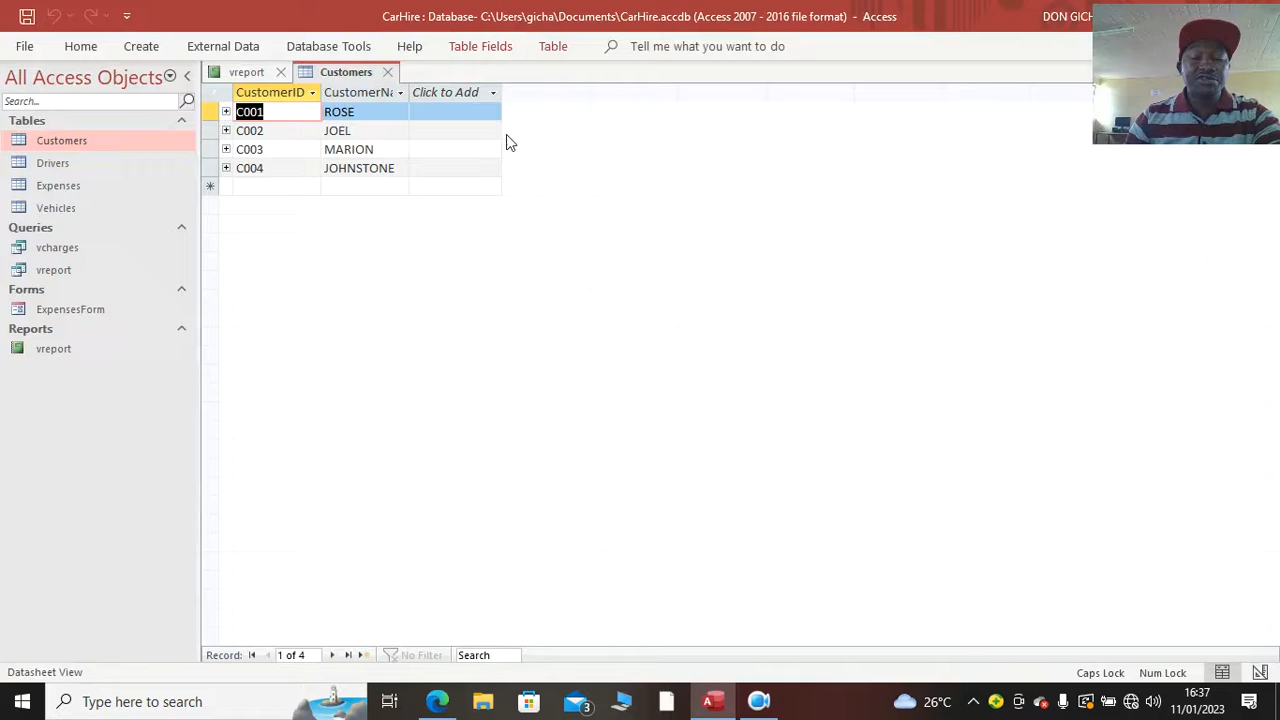 CarHire : Database- C:\Users\gicha\Documents\CarHire.accdb (Access 2007 - 2016 file format) - Access
DON GICH
File Home Create External Data Database Tools Help Table Fields Table Tell me what you want to do
All Access Objects
Search...
Tables
Customers
Drivers
Expenses
Vehicles
Queries
vcharges
vreport
Forms
ExpensesForm
Reports
vreport
vreport Customers
CustomerID CustomerNa Click to Add
C001 ROSE
C002 JOEL
C003 MARION
C004 JOHNSTONE
Record: 1 of 4 No Filter Search
Datasheet View Caps Lock Num Lock
Type here to search 3 26°C 16:37
11/01/2023